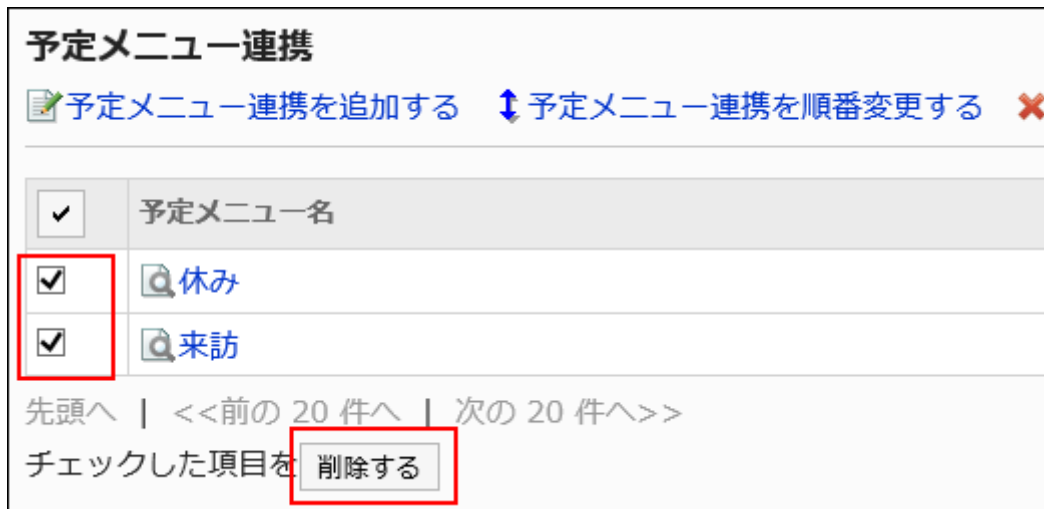 予定メニュー連携
予定メニュー連携を追加する 予定メニュー連携を順番変更する
予定メニュー名
休み
来訪
先頭へ | <<前の 20 件へ | 次の 20 件へ>>
チェックした項目を 削除する